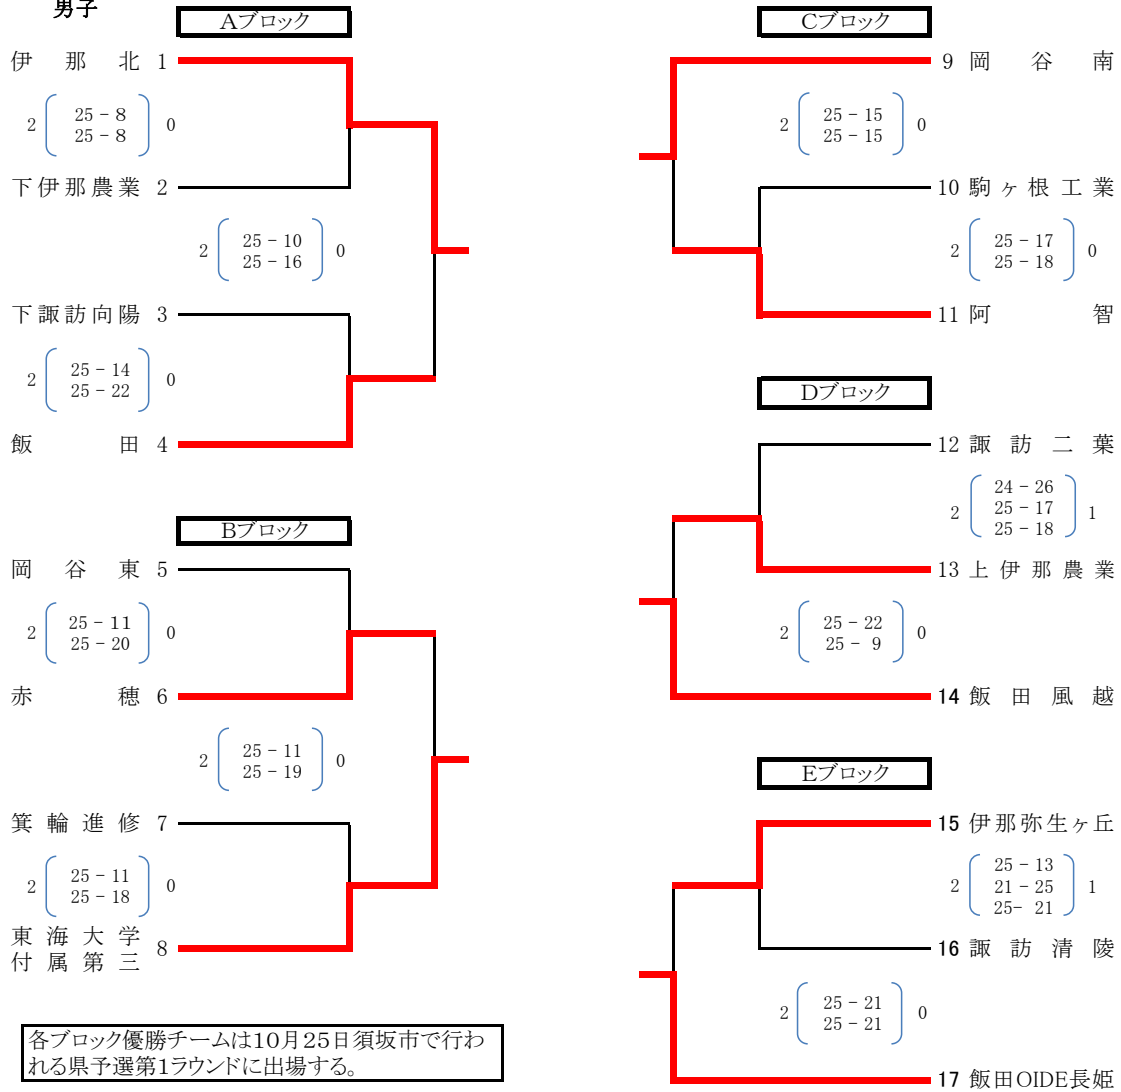 男子
Aブロック
伊那北 1
2 25－8 0
25－8
下伊那農業 2
2 25－10 0
25－16
下諏訪向陽 3
2 25－14 0
25－22
飯田 4
Bブロック
岡谷東 5
2 25－11 0
25－20
赤穂 6
2 25－11 0
25－19
箕輪進修 7
2 25－11 0
25－18
東海大学
付属第三 8
各ブロック優勝チームは10月25日須坂市で行わ
れる県予選第1ラウンドに出場する。
Cブロック
9 岡谷南
2 25－15 0
25－15
10 駒ヶ根工業
2 25－17 0
25－18
11 阿智
Dブロック
12 諏訪二葉
24－26
2 25－17 1
25－18
13 上伊那農業
2 25－22 0
25－ 9
14 飯田風越
Eブロック
15 伊那弥生ヶ丘
25－13
2 21－25 1
25－ 21
16 諏訪清陵
2 25－21 0
25－21
17 飯田OIDE長姫